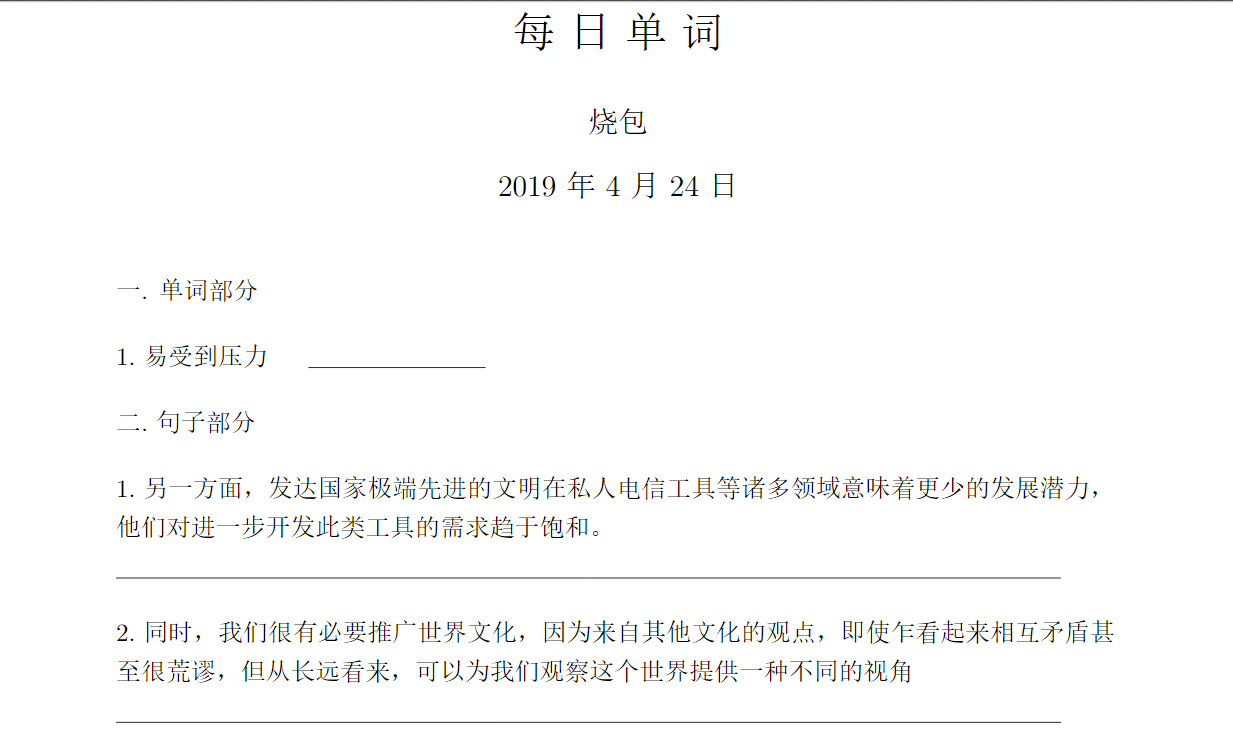 每日单词
烧包
2019 年 4 月 24 日
一. 单词部分
1. 易受到压力
二. 句子部分
1. 另一方面，发达国家极端先进的文明在私人电信工具等诸多领域意味着更少的发展潜力，
他们对进一步开发此类工具的需求趋于饱和。
2. 同时，我们很有必要推广世界文化，因为来自其他文化的观点，即使乍看起来相互矛盾甚
至很荒谬，但从长远看来，可以为我们观察这个世界提供一种不同的视角